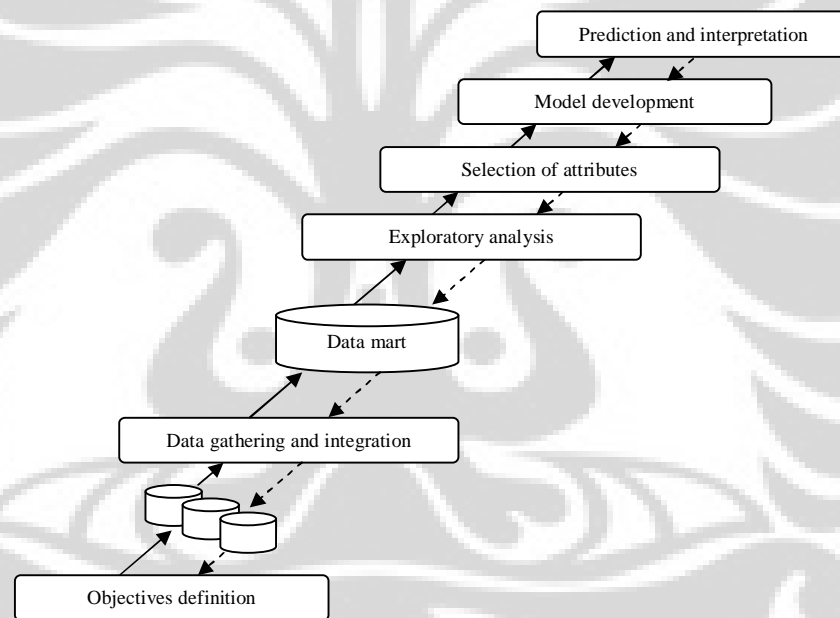 Prediction and interpretation
Model development
Selection of attributes
Exploratory analysis
Data mart
Data gathering and integration
Objectives definition